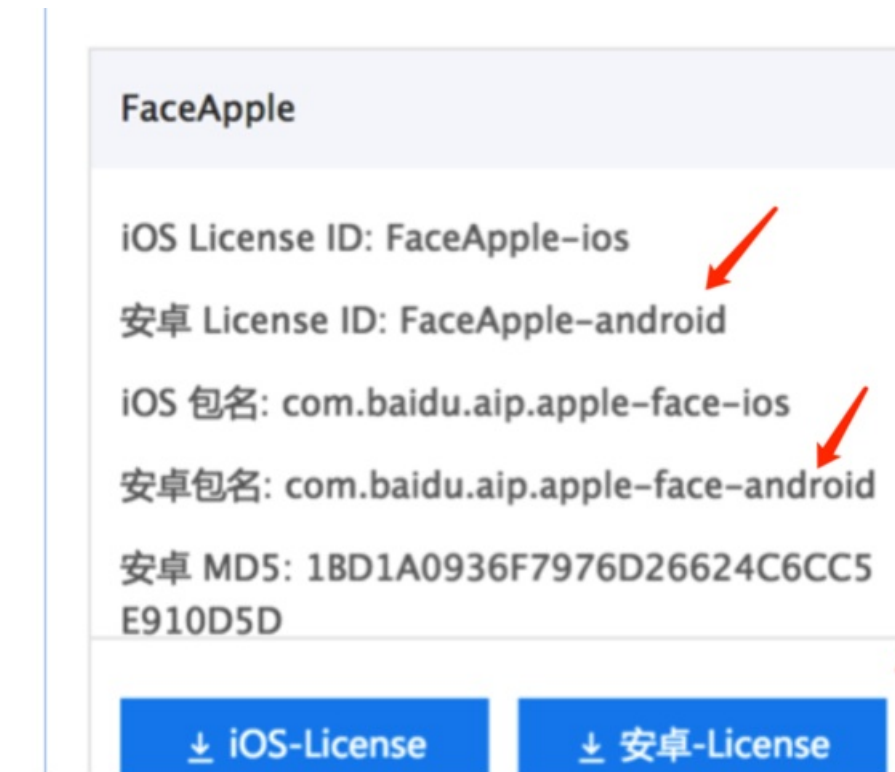 FaceApple
iOS License ID: FaceApple-ios
安卓 License ID: FaceApple-android
iOS 包名: com.baidu.aip.apple-face-ios
安卓包名: com.baidu.aip.apple-face-android
安卓 MD5: 1BD1A0936F7976D26624C6CC5
E910D5D
iOS-License
安卓-License